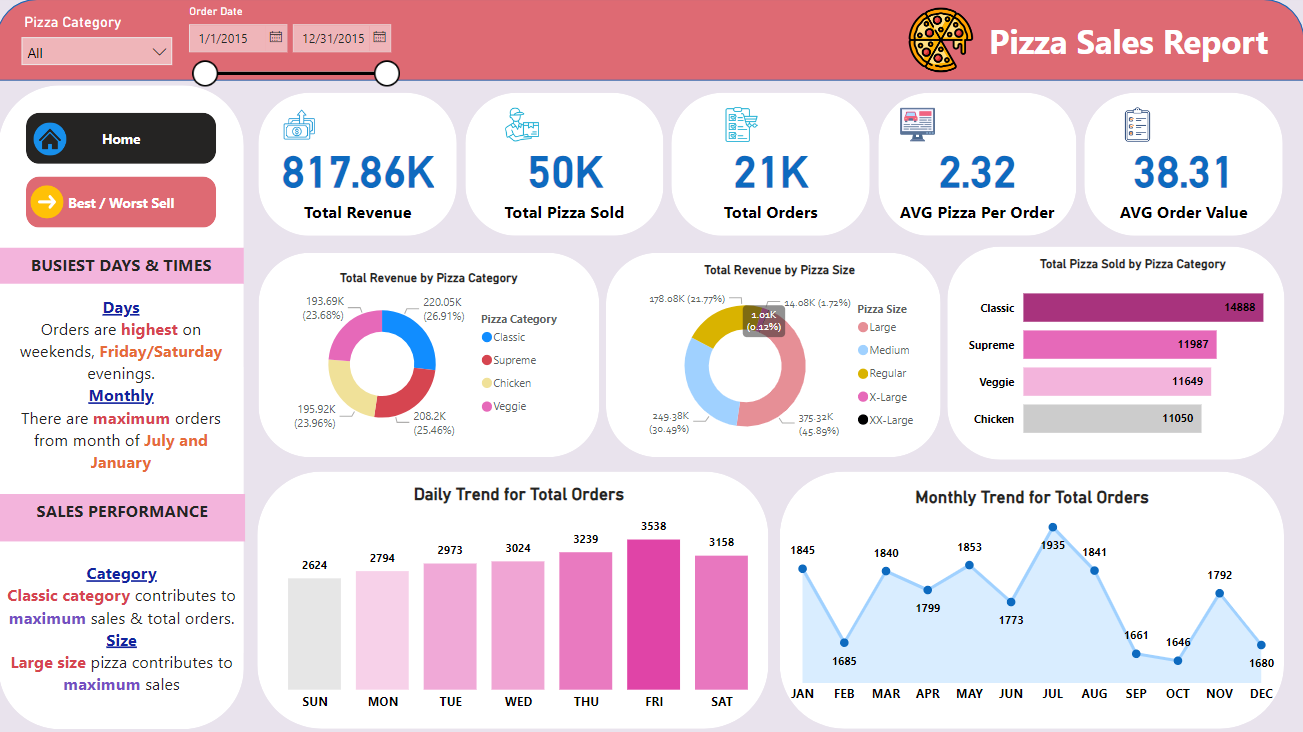 Pizza Category
All
Order Date
1/1/2015
12/31/2015
Pizza Sales Report
Home
Best / Worst Sell
BUSIEST DAYS & TIMES
Days
Orders are highest on
weekends, Friday/Saturday
evenings.
Monthly
There are maximum orders
from month of July and
January
SALES PERFORMANCE
Category
Classic category contributes to
maximum sales & total orders.
Size
Large size pizza contributes to
maximum sales
817.86K
Total Revenue
50K
Total Pizza Sold
21K
Total Orders
2.32
AVG Pizza Per Order
38.31
AVG Order Value
Total Revenue by Pizza Category
193.69K
(23.68%)
220.05K
(26.91%)
195.92K
(23.96%)
208.2K
(25.46%)
Pizza Category
Classic
Supreme
Chicken
Veggie
Total Revenue by Pizza Size
178.08K (21.77%)
14.08K (1.72%)
1.01K
(0.12%)
249.38K
(30.49%)
375.32K
(45.89%)
Pizza Size
Large
Medium
Regular
X-Large
XX-Large
Total Pizza Sold by Pizza Category
Classic 14888
Supreme 11987
Veggie 11649
Chicken 11050
Daily Trend for Total Orders
2624 2794 2973 3024 3239 3538 3158
SUN MON TUE WED THU FRI SAT
Monthly Trend for Total Orders
1845 1685 1840 1799 1853 1773 1935 1841 1661 1646 1792 1680
JAN FEB MAR APR MAY JUN JUL AUG SEP OCT NOV DEC